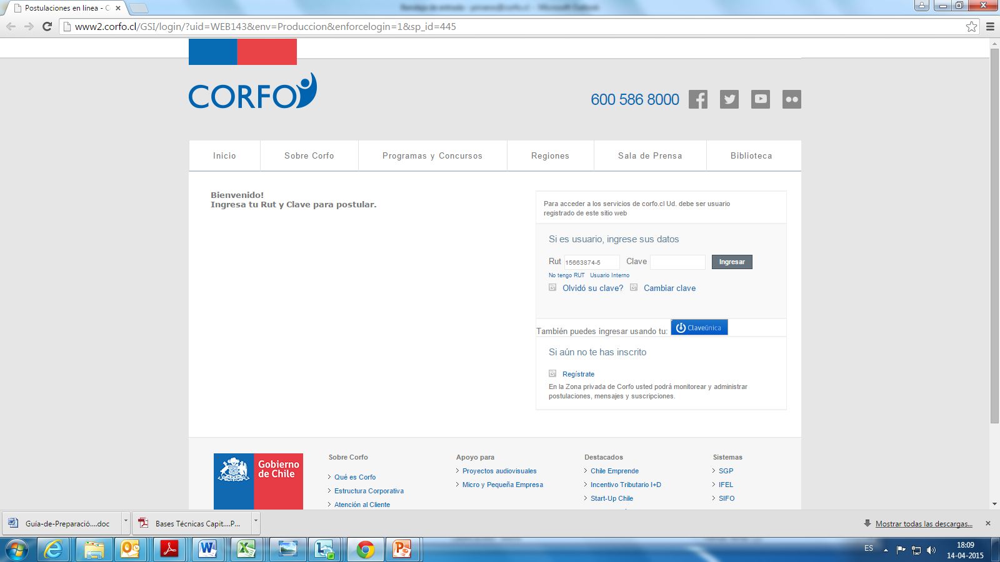 Postulaciones en línea - C
www2.corfo.cl/GSI/login/?uid=WEB143&env=Produccion&enforcelogin=1&sp_id=445
CORFO
600 586 8000
Inicio
Sobre Corfo
Programas y Concursos
Regiones
Sala de Prensa
Biblioteca
Bienvenido!
Ingresa tu Rut y Clave para postular.
Para acceder a los servicios de corfo.cl Ud. debe ser usuario
registrado de este sitio web
Si es usuario, ingrese sus datos
Rut 15663874-5 Clave Ingresar
No tengo RUT Usuario Interno
Olvidó su clave? Cambiar clave
También puedes ingresar usando tu: Claveúnica
Si aún no te has inscrito
Regístrate
En la Zona privada de Corfo usted podrá monitorear y administrar
postulaciones, mensajes y suscripciones.
Gobierno
de Chile
Sobre Corfo
Qué es Corfo
Estructura Corporativa
Atención al Cliente
Apoyo para
Proyectos audiovisuales
Micro y Pequeña Empresa
Destacados
Chile Emprende
Incentivo Tributario I+D
Start-Up Chile
Sistemas
SGP
IFEL
SIFO
Guía-de-Preparació....doc
Bases Técnicas Capit....P...
Mostrar todas las descargas...
ES
18:09
14-04-2015